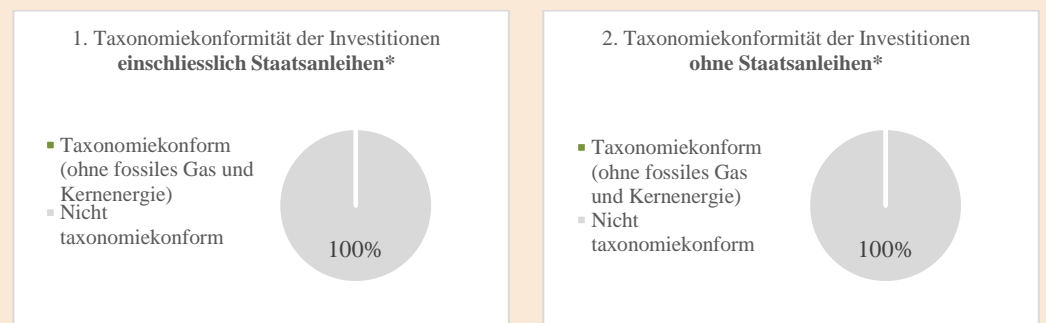 1. Taxonomiekonformität der Investitionen
einschliesslich Staatsanleihen*
Taxonomiekonform
(ohne fossiles Gas und
Kernenergie)
Nicht
taxonomiekonform
100%
2. Taxonomiekonformität der Investitionen
ohne Staatsanleihen*
Taxonomiekonform
(ohne fossiles Gas
und Kernenergie)
Nicht
taxonomiekonform
100%